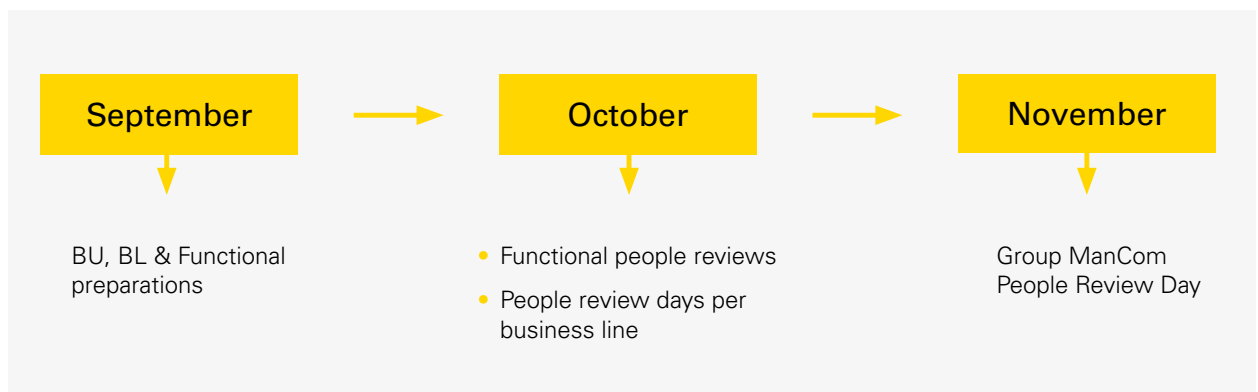 September
October
November
BU, BL & Functional
preparations
• Functional people reviews
• People review days per
business line
Group ManCom
People Review Day